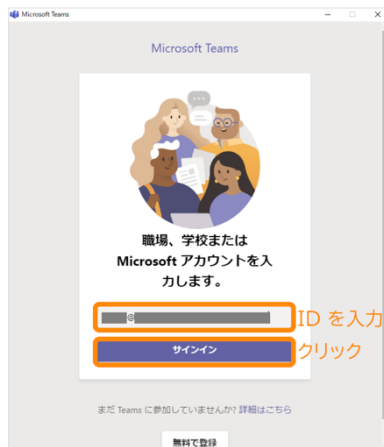 Microsoft Teams
Microsoft Teams
職場、学校または
Microsoft アカウントを入
力します。
@
ID を入力
サインイン
クリック
まだ Teams に参加していませんか? 詳細はこちら
無料で登録